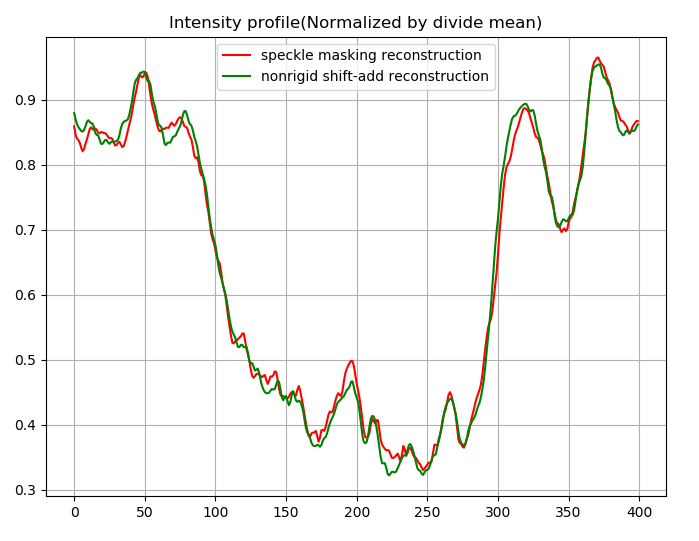 Intensity profile(Normalized by divide mean)
speckle masking reconstruction
nonrigid shift-add reconstruction
0.9
0.8
0.7
0.6
0.5
0.4
0.3
0 50 100 150 200 250 300 350 400